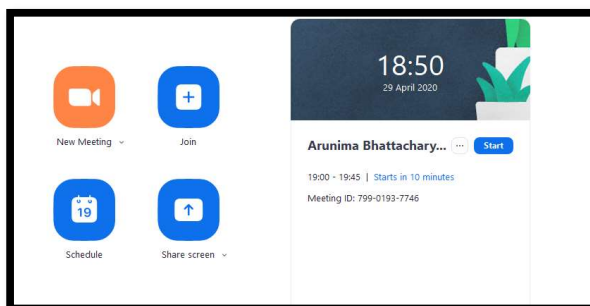 18:50
29 April 2020
New Meeting
Join
Arunima Bhattachary... ... Start
19:00 - 19:45 | Starts in 10 minutes
Meeting ID: 799-0193-7746
19
Schedule
Share screen